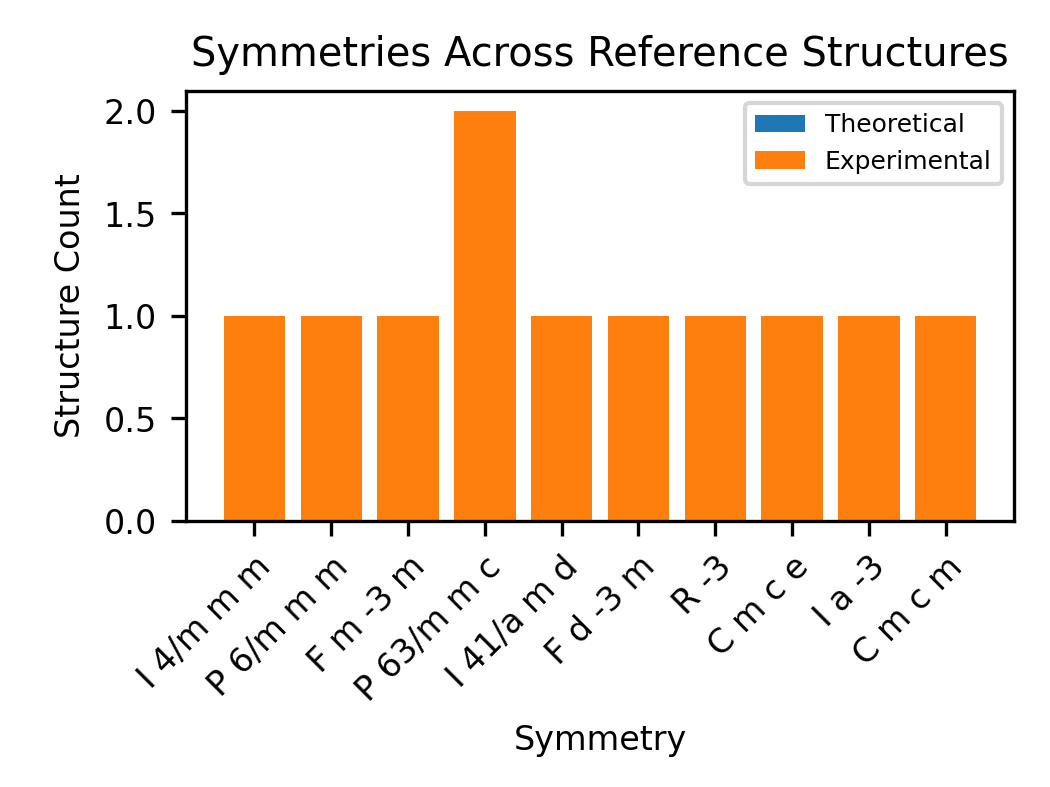 Symmetries Across Reference Structures
Theoretical
Experimental
Structure Count
2.0
1.5
1.0
0.5
0.0
I 4/m m m
P 6/m m m
F m -3 m
P 63/m m c
I 41/a m d
F d -3 m
R -3
C m c e
I a -3
C m c m
Symmetry